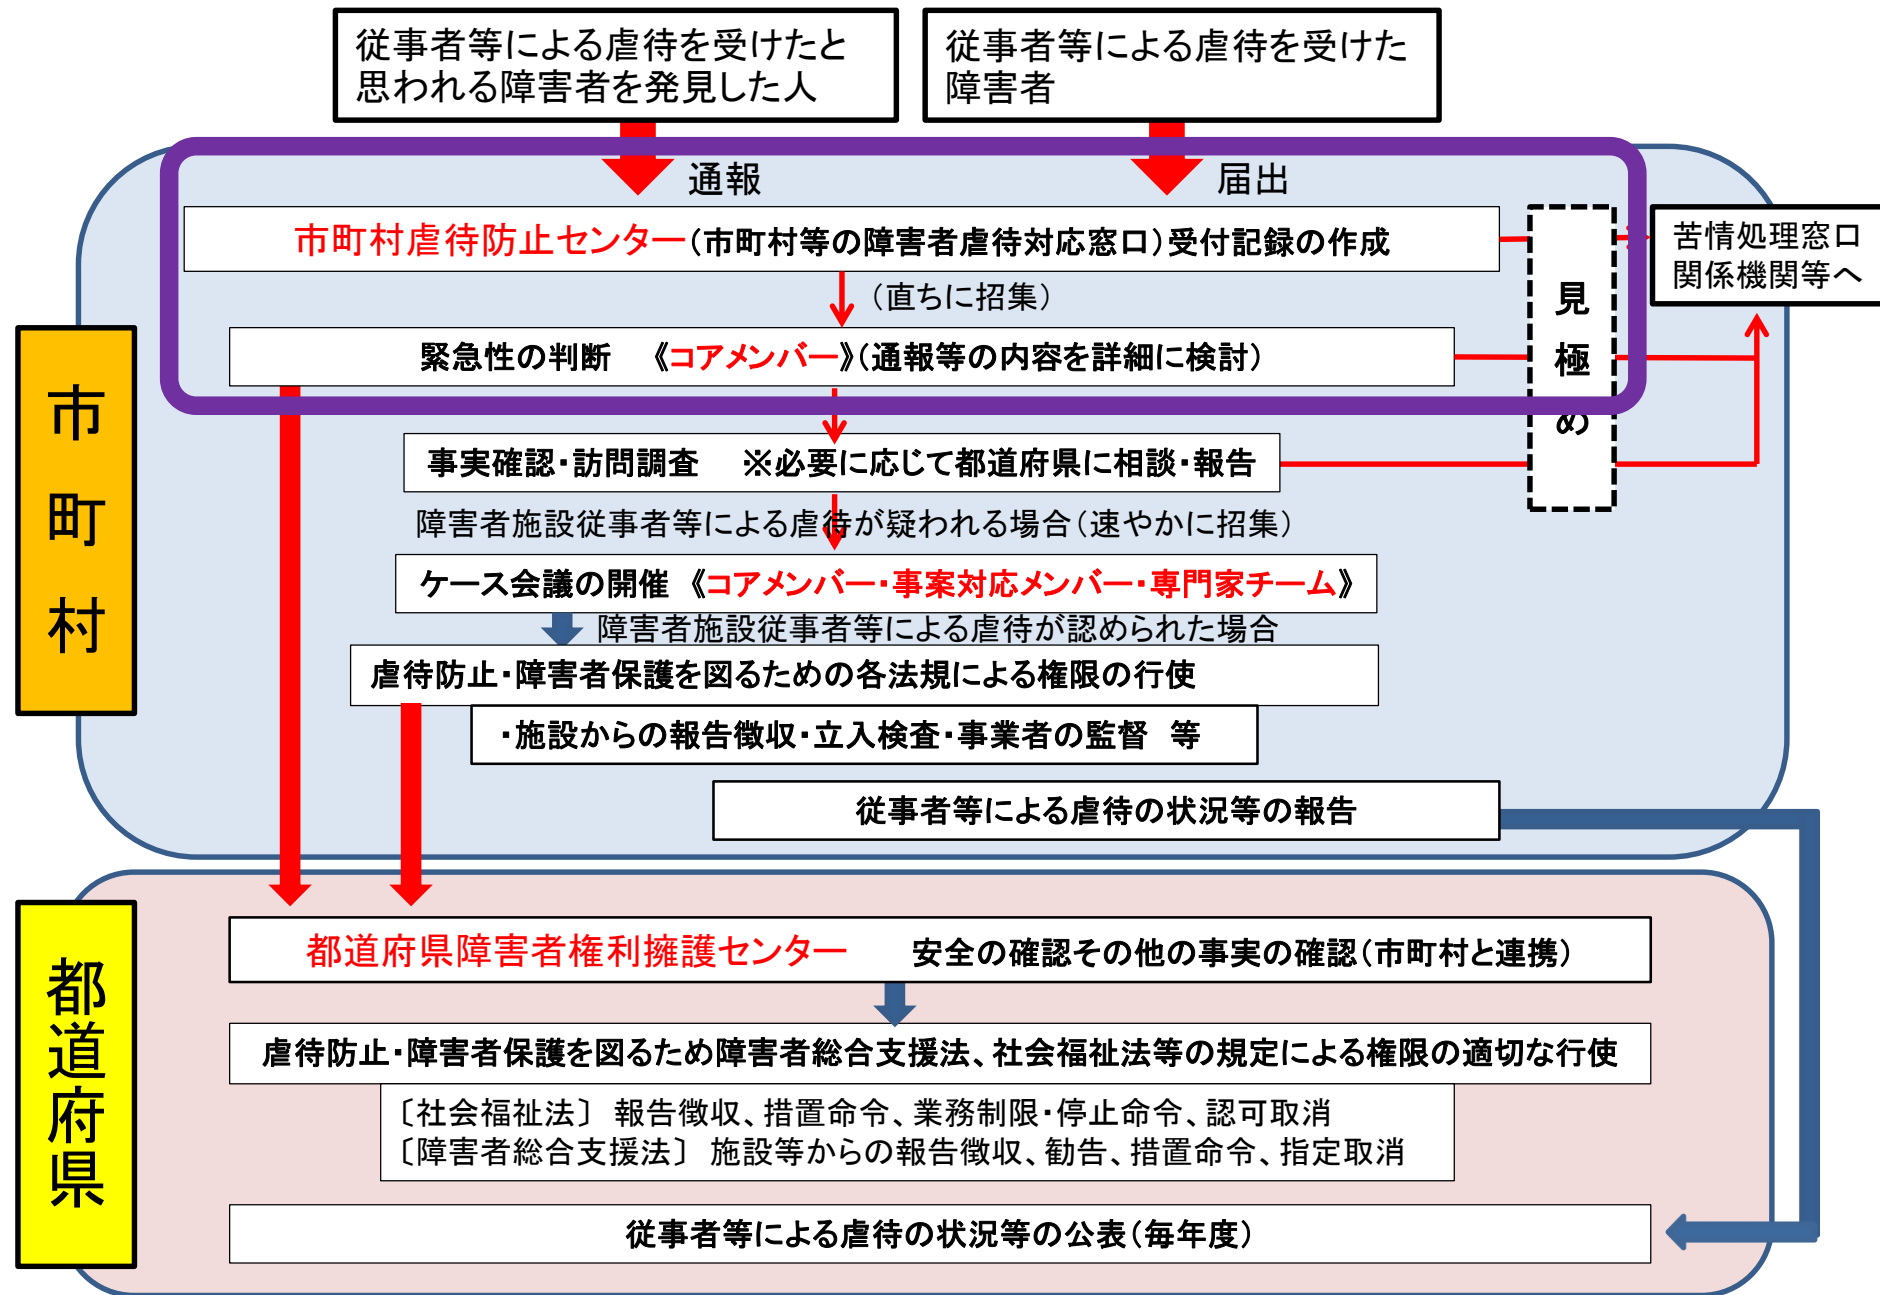 従事者等による虐待を受けたと
思われる障害者を発見した人
従事者等による虐待を受けた
障害者
通報
届出
市町村虐待防止センター(市町村等の障害者虐待対応窓口)受付記録の作成
見極め
苦情処理窓口
関係機関等へ
(直ちに招集)
緊急性の判断　《コアメンバー》(通報等の内容を詳細に検討)
市町村
事実確認・訪問調査　※必要に応じて都道府県に相談・報告
障害者施設従事者等による虐待が疑われる場合(速やかに招集)
ケース会議の開催《コアメンバー・事案対応メンバー・専門家チーム》
障害者施設従事者等による虐待が認められた場合
虐待防止・障害者保護を図るための各法規による権限の行使
・施設からの報告徴収・立入検査・事業者の監督　等
従事者等による虐待の状況等の報告
都道府県
都道府県障害者権利擁護センター　安全の確認その他の事実の確認(市町村と連携)
虐待防止・障害者保護を図るため障害者総合支援法、社会福祉法等の規定による権限の適切な行使
〔社会福祉法〕 報告徴収、措置命令、業務制限・停止命令、認可取消
〔障害者総合支援法〕 施設等からの報告徴収、勧告、措置命令、指定取消
従事者等による虐待の状況等の公表(毎年度)